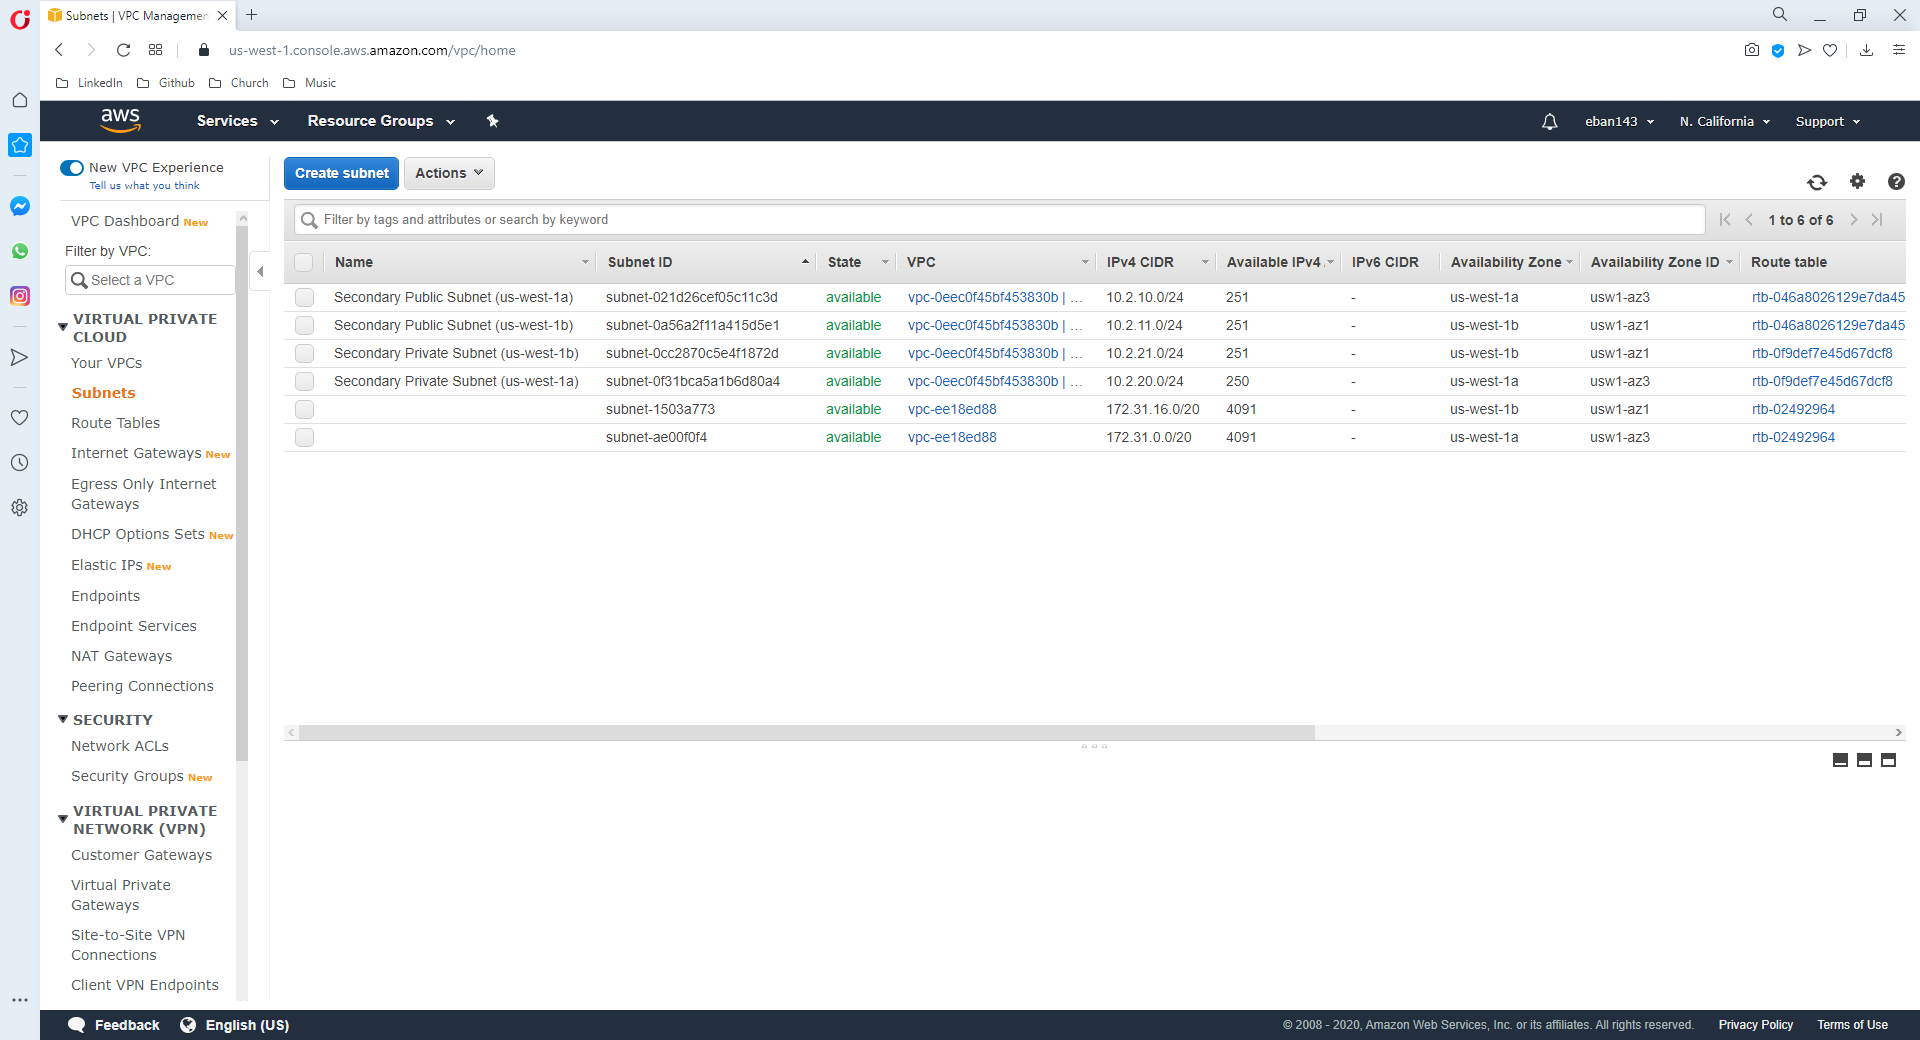 Subnets | VPC Managemen
us-west-1.console.aws.amazon.com/vpc/home
LinkedIn Github Church Music
aws Services Resource Groups eban143 N. California Support
New VPC Experience
Tell us what you think
VPC Dashboard New
Filter by VPC:
Select a VPC
VIRTUAL PRIVATE
CLOUD
Your VPCs
Subnets
Route Tables
Internet Gateways New
Egress Only Internet
Gateways
DHCP Options Sets New
Elastic IPs New
Endpoints
Endpoint Services
NAT Gateways
Peering Connections
SECURITY
Network ACLs
Security Groups New
VIRTUAL PRIVATE
NETWORK (VPN)
Customer Gateways
Virtual Private
Gateways
Site-to-Site VPN
Connections
Client VPN Endpoints
Create subnet Actions
Filter by tags and attributes or search by keyword 1 to 6 of 6
Name Subnet ID State VPC IPv4 CIDR Available IPv4 IPv6 CIDR Availability Zone Availability Zone ID Route table
Secondary Public Subnet (us-west-1a) subnet-021d26cef05c11c3d available vpc-0eec0f45bf453830b | ... 10.2.10.0/24 251 - us-west-1a usw1-az3 rtb-046a8026129e7da45
Secondary Public Subnet (us-west-1b) subnet-0a56a2f11a415d5e1 available vpc-0eec0f45bf453830b | ... 10.2.11.0/24 251 - us-west-1b usw1-az1 rtb-046a8026129e7da45
Secondary Private Subnet (us-west-1b) subnet-0cc2870c5e4f1872d available vpc-0eec0f45bf453830b | ... 10.2.21.0/24 251 - us-west-1b usw1-az1 rtb-0f9def7e45d67dcf8
Secondary Private Subnet (us-west-1a) subnet-0f31bca5a1b6d80a4 available vpc-0eec0f45bf453830b | ... 10.2.20.0/24 250 - us-west-1a usw1-az3 rtb-0f9def7e45d67dcf8
subnet-1503a773 available vpc-ee18ed88 172.31.16.0/20 4091 - us-west-1b usw1-az1 rtb-02492964
subnet-ae00f0f4 available vpc-ee18ed88 172.31.0.0/20 4091 - us-west-1a usw1-az3 rtb-02492964
Feedback English (US) © 2008 - 2020, Amazon Web Services, Inc. or its affiliates. All rights reserved. Privacy Policy Terms of Use